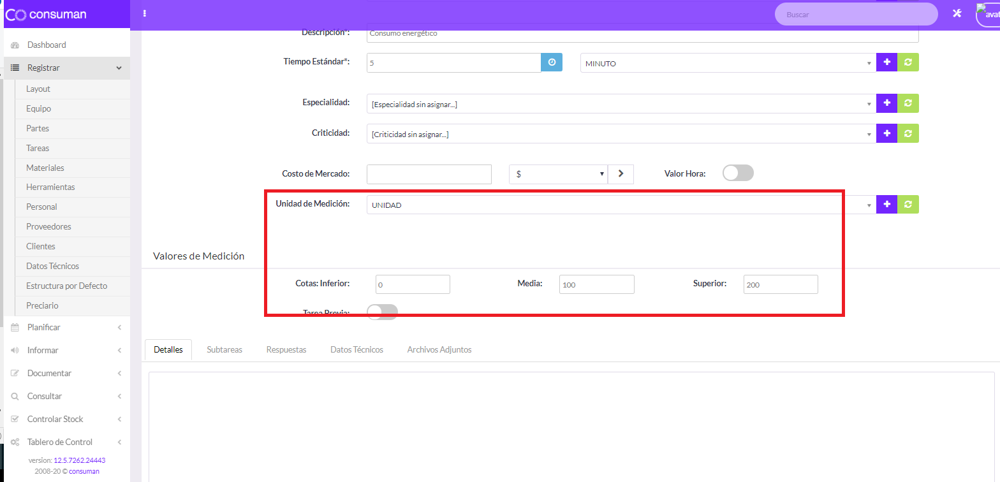 consuman
Buscar
avat
Dashboard
Registrar
Layout
Equipo
Partes
Tareas
Materiales
Herramientas
Personal
Proveedores
Clientes
Datos Técnicos
Estructura por Defecto
Preciario
Planificar
Informar
Documentar
Consultar
Controlar Stock
Tablero de Control
version: 12.5.7262.24443
2008-20 © consuman
Descripción*: Consumo energético
Tiempo Estándar*: 5 MINUTO
Especialidad: [Especialidad sin asignar...]
Criticidad: [Criticidad sin asignar...]
Costo de Mercado: $ Valor Hora:
Unidad de Medición: UNIDAD
Valores de Medición
Cotas: Inferior: 0 Media: 100 Superior: 200
Tarea Previa:
Detalles Subtareas Respuestas Datos Técnicos Archivos Adjuntos